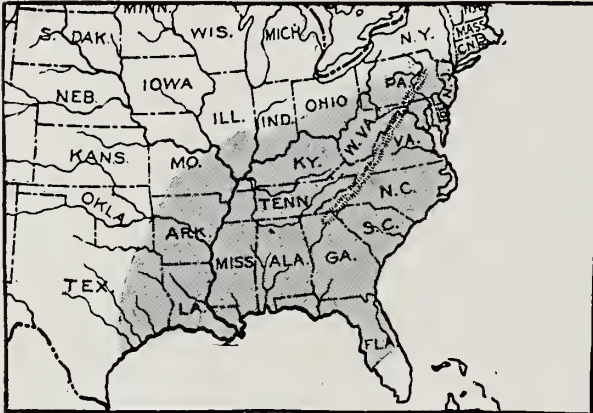 MINN.
S. DAK.
WIS.
MICH.
N.Y.
MASS
IOWA
PA.
NEB.
ILL.
IND.
OHIO
W. VA.
VA.
KANS.
MO.
KY.
N.C.
OKLA.
TENN.
S.C.
ARK.
MISS.
ALA.
GA.
TEX.
LA.
FLA.